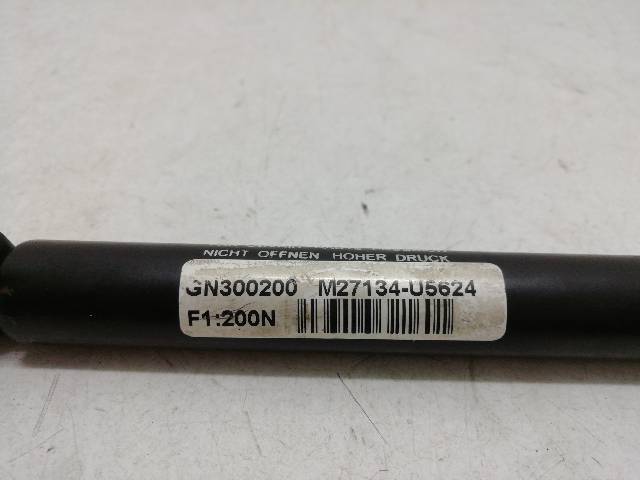 NICHT OFFNEN HOHER DRUCK
GN300200 M27134-U5624
F1:200N